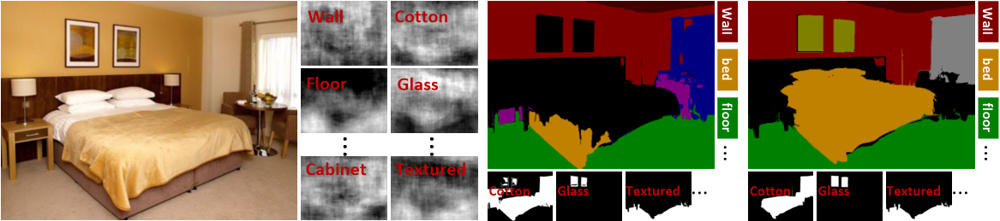 Wall
Cotton
Floor
Glass
Cabinet
Textured
Wall
bed
floor
Cotton
Glass
Textured
Wall
bed
floor
Cotton
Glass
Textured